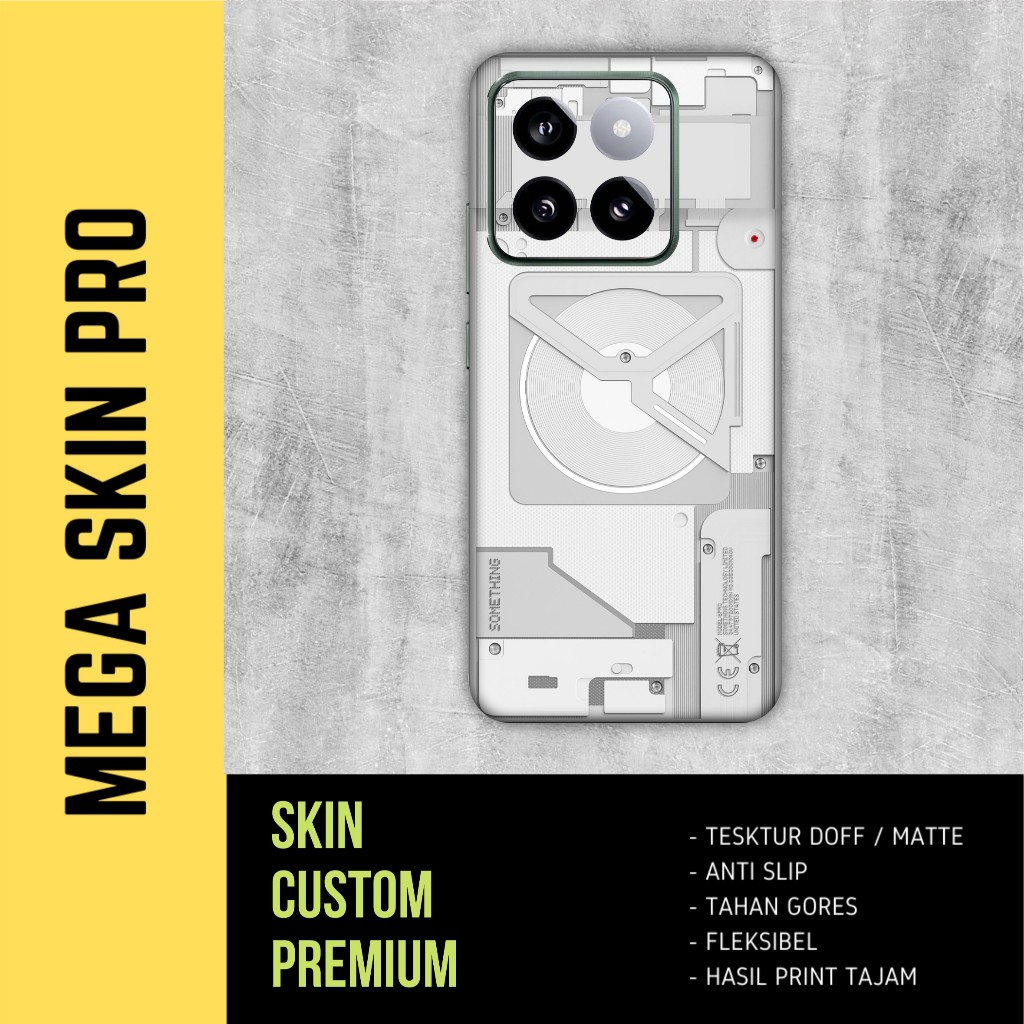 MEGA SKIN PRO
SOMETHING
SKIN
CUSTOM
PREMIUM
- TESKTUR DOFF / MATTE
- ANTI SLIP
- TAHAN GORES
- FLEKSIBEL
- HASIL PRINT TAJAM